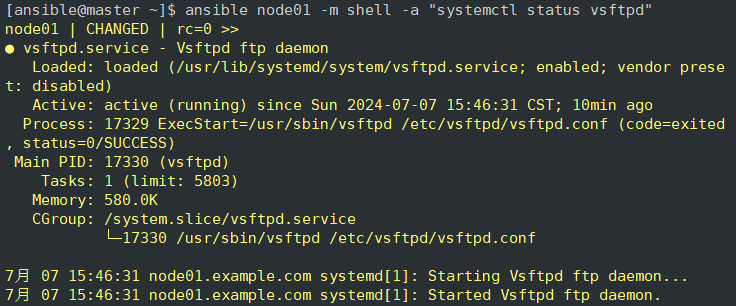 [ansible@master ~]$ ansible node01 -m shell -a "systemctl status vsftpd"
node01 | CHANGED | rc=0 >>
● vsftpd.service - Vsftpd ftp daemon
   Loaded: loaded (/usr/lib/systemd/system/vsftpd.service; enabled; vendor prese
t: disabled)
   Active: active (running) since Sun 2024-07-07 15:46:31 CST; 10min ago
  Process: 17329 ExecStart=/usr/sbin/vsftpd /etc/vsftpd/vsftpd.conf (code=exited
, status=0/SUCCESS)
 Main PID: 17330 (vsftpd)
    Tasks: 1 (limit: 5803)
   Memory: 580.0K
   CGroup: /system.slice/vsftpd.service
           └─17330 /usr/sbin/vsftpd /etc/vsftpd/vsftpd.conf
7月 07 15:46:31 node01.example.com systemd[1]: Starting Vsftpd ftp daemon...
7月 07 15:46:31 node01.example.com systemd[1]: Started Vsftpd ftp daemon.